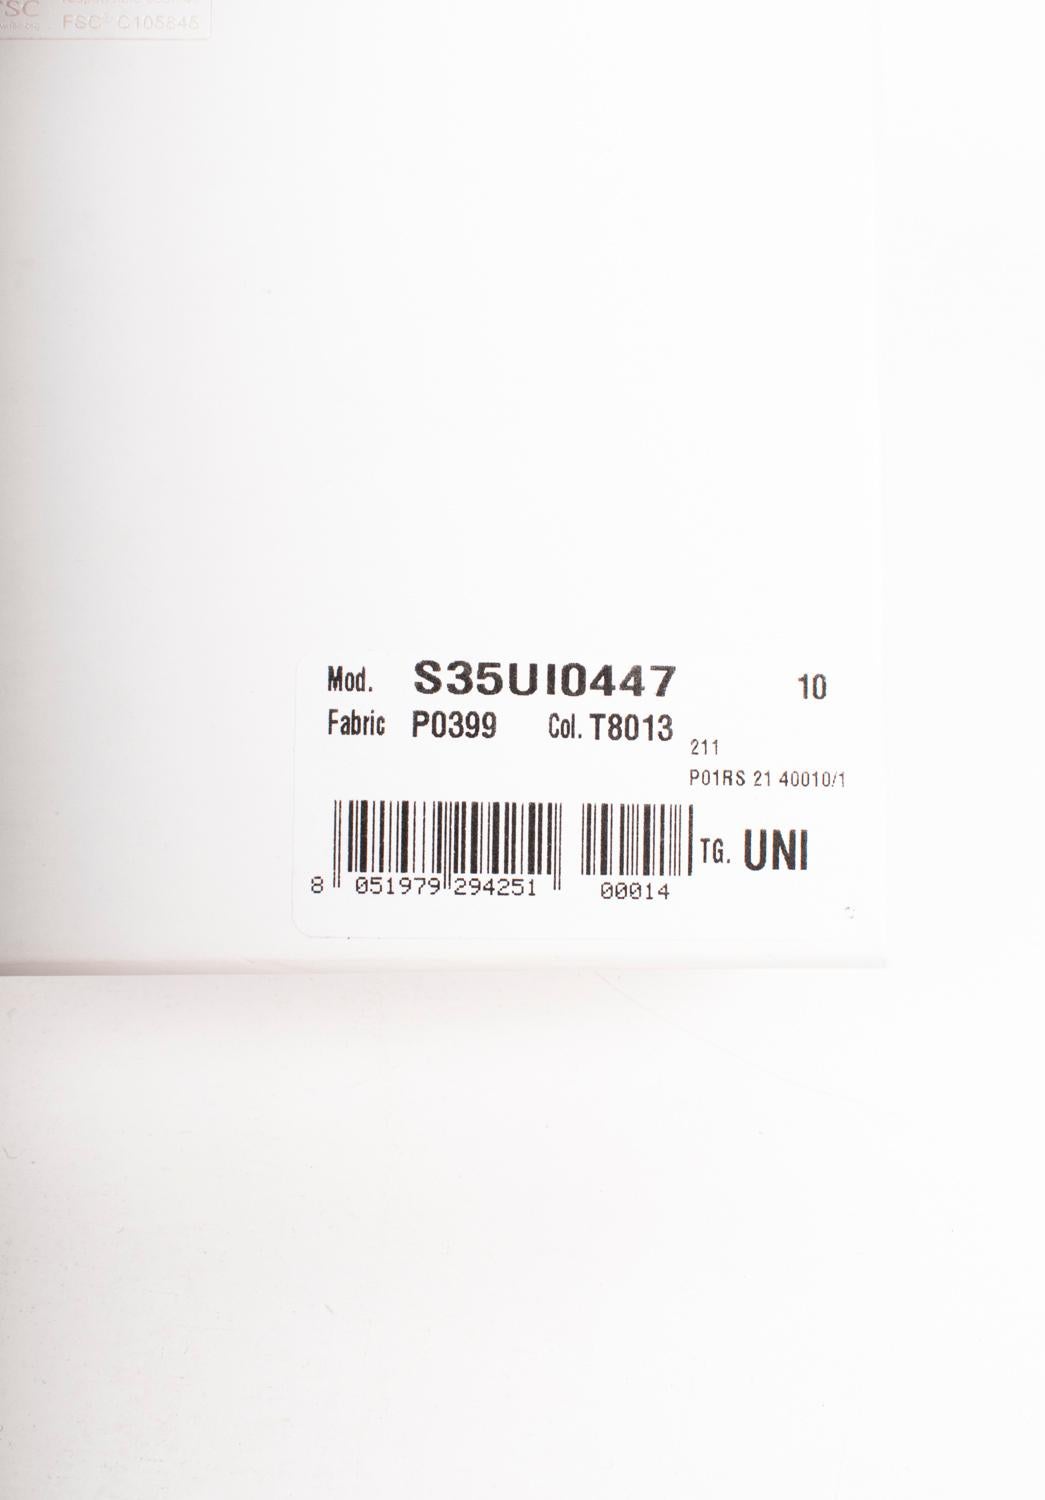 FSC® C105845
Mod. S35UI0447 10
Fabric P0399 Col. T8013
211
P01RS 21 40010/1
TG. UNI
8 051979 294251 00014